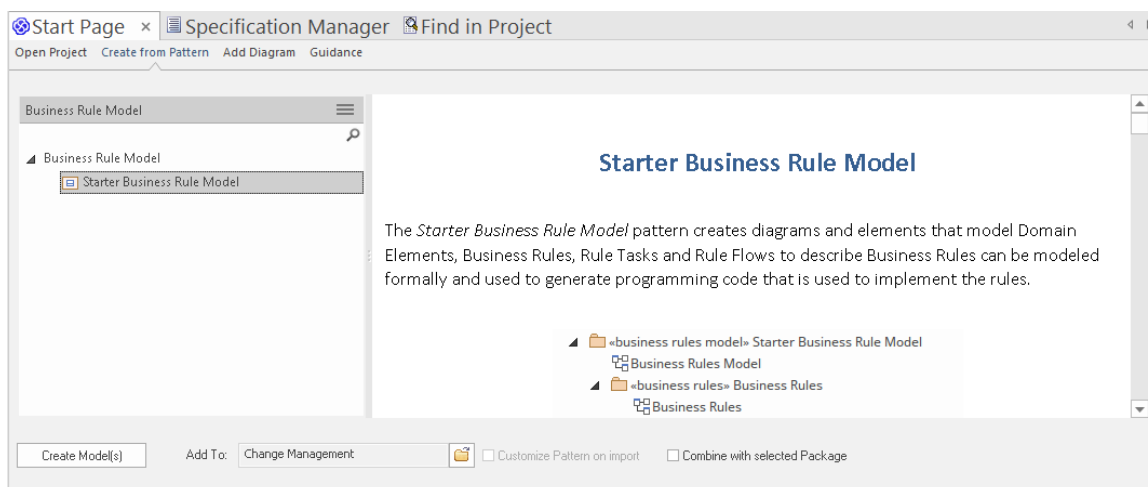 Start Page × Specification Manager Find in Project
Open Project Create from Pattern Add Diagram Guidance
Business Rule Model
Business Rule Model
Starter Business Rule Model
Starter Business Rule Model
The Starter Business Rule Model pattern creates diagrams and elements that model Domain
Elements, Business Rules, Rule Tasks and Rule Flows to describe Business Rules can be modeled
formally and used to generate programming code that is used to implement the rules.
«business rules model» Starter Business Rule Model
Business Rules Model
«business rules» Business Rules
Business Rules
Create Model(s) Add To: Change Management Customize Pattern on import Combine with selected Package